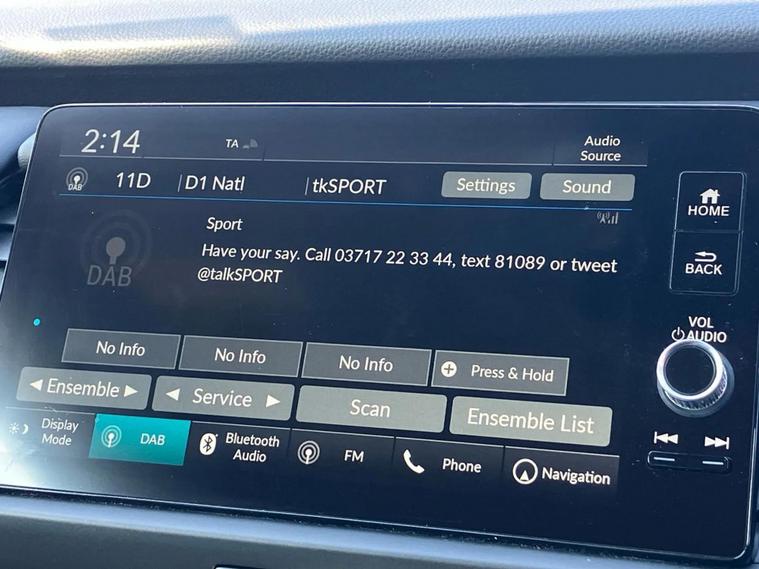 2:14
TA
Audio
Source
DAB
11D
D1 Natl
tkSPORT
Settings
Sound
HOME
DAB
Sport
Have your say. Call 03717 22 33 44, text 81089 or tweet
@talkSPORT
BACK
VOL
AUDIO
No Info
No Info
No Info
Press & Hold
Ensemble
Service
Scan
Ensemble List
Display
Mode
DAB
Bluetooth
Audio
FM
Phone
Navigation